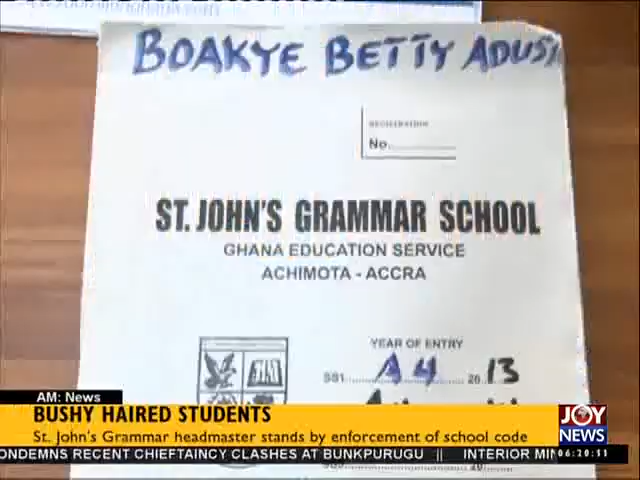 BOAKYE BETTY ADUSI
REGISTRATION
No.
ST. JOHN'S GRAMMAR SCHOOL
GHANA EDUCATION SERVICE
ACHIMOTA - ACCRA
YEAR OF ENTRY
SS1 A4 20 13
AM: News
BUSHY HAIRED STUDENTS
St. John's Grammar headmaster stands by enforcement of school code
JOY
NEWS
ONDEMNS RECENT CHIEFTAINCY CLASHES AT BUNKPURUGU || INTERIOR MIN
06:20:11